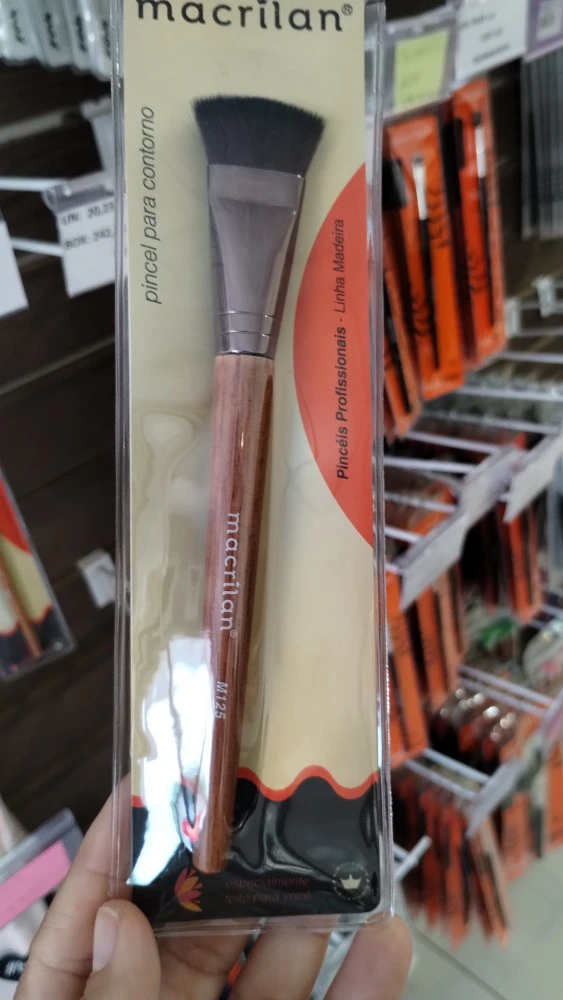 macrilan®
pincel para contorno
Pincéis Profissionais - Linha Madeira
macrilan®
M125
especialmente
feito para você